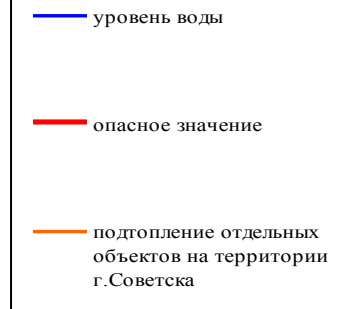 уровень воды
опасное значение
подтопление отдельных
объектов на территории
г.Советска